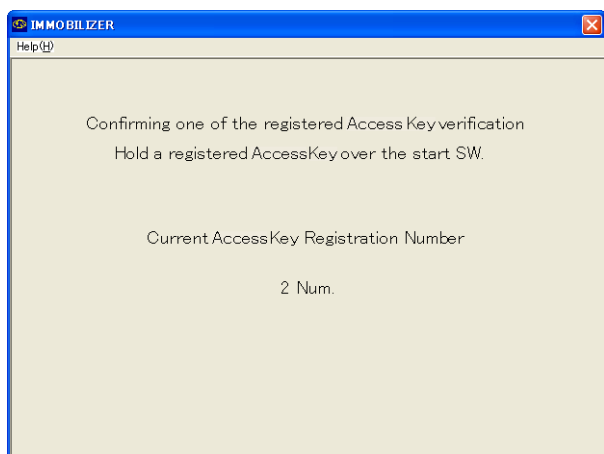 IMMOBILIZER
Help(H)
Confirming one of the registered Access Key verification
Hold a registered AccessKey over the start SW.
Current AccessKey Registration Number
2 Num.